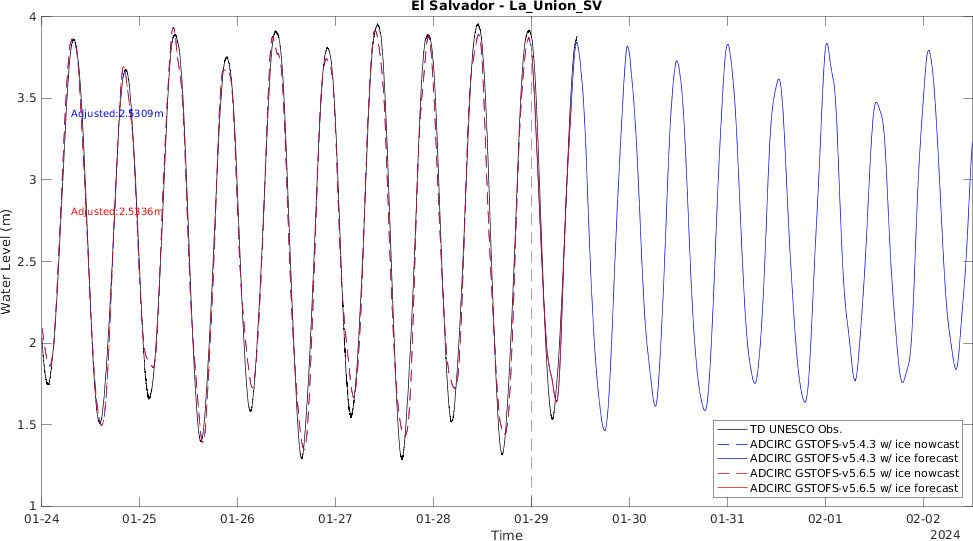 El Salvador - La_Union_SV
4
3.5
3
2.5
2
1.5
1
Water Level (m)
Adjusted:2.5309m
Adjusted:2.5336m
TD UNESCO Obs.
ADCIRC GSTOFS-v5.4.3 w/ ice nowcast
ADCIRC GSTOFS-v5.4.3 w/ ice forecast
ADCIRC GSTOFS-v5.6.5 w/ ice nowcast
ADCIRC GSTOFS-v5.6.5 w/ ice forecast
01-24 01-25 01-26 01-27 01-28 01-29 01-30 01-31 02-01 02-02
Time
2024